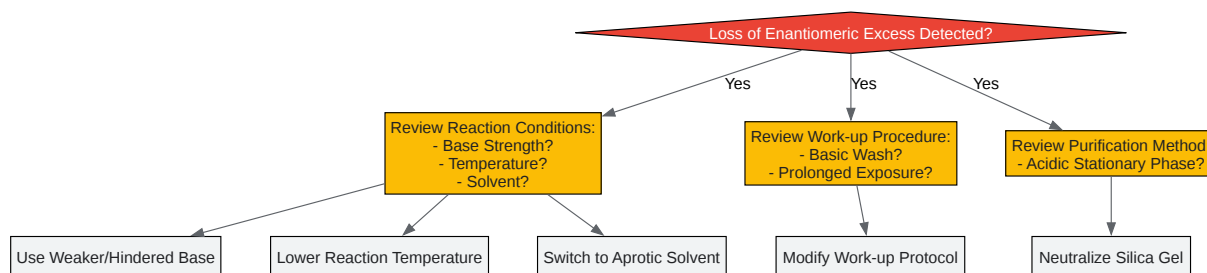 Loss of Enantiomeric Excess Detected?
Yes
Yes
Yes
Review Reaction Conditions:
- Base Strength?
- Temperature?
- Solvent?
Review Work-up Procedure:
- Basic Wash?
- Prolonged Exposure?
Review Purification Method
- Acidic Stationary Phase?
Use Weaker/Hindered Base
Lower Reaction Temperature
Switch to Aprotic Solvent
Modify Work-up Protocol
Neutralize Silica Gel